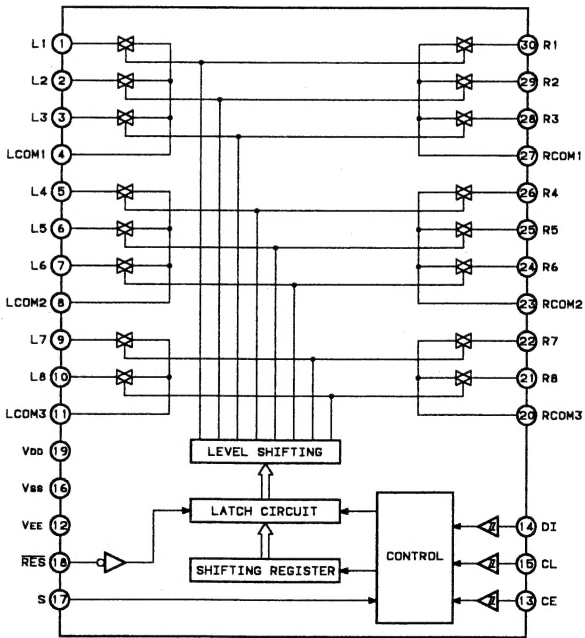 L1 1 30 R1
L2 2 29 R2
L3 3 28 R3
LCOM1 4 27 RCOM1
L4 5 26 R4
L5 6 25 R5
L6 7 24 R6
LCOM2 8 23 RCOM2
L7 9 22 R7
L8 10 21 R8
LCOM3 11 20 RCOM3
VDD 19 LEVEL SHIFTING
VSS 16
VEE 12 LATCH CIRCUIT 14 DI
RES 18 SHIFTING REGISTER CONTROL 15 CL
S 17 13 CE